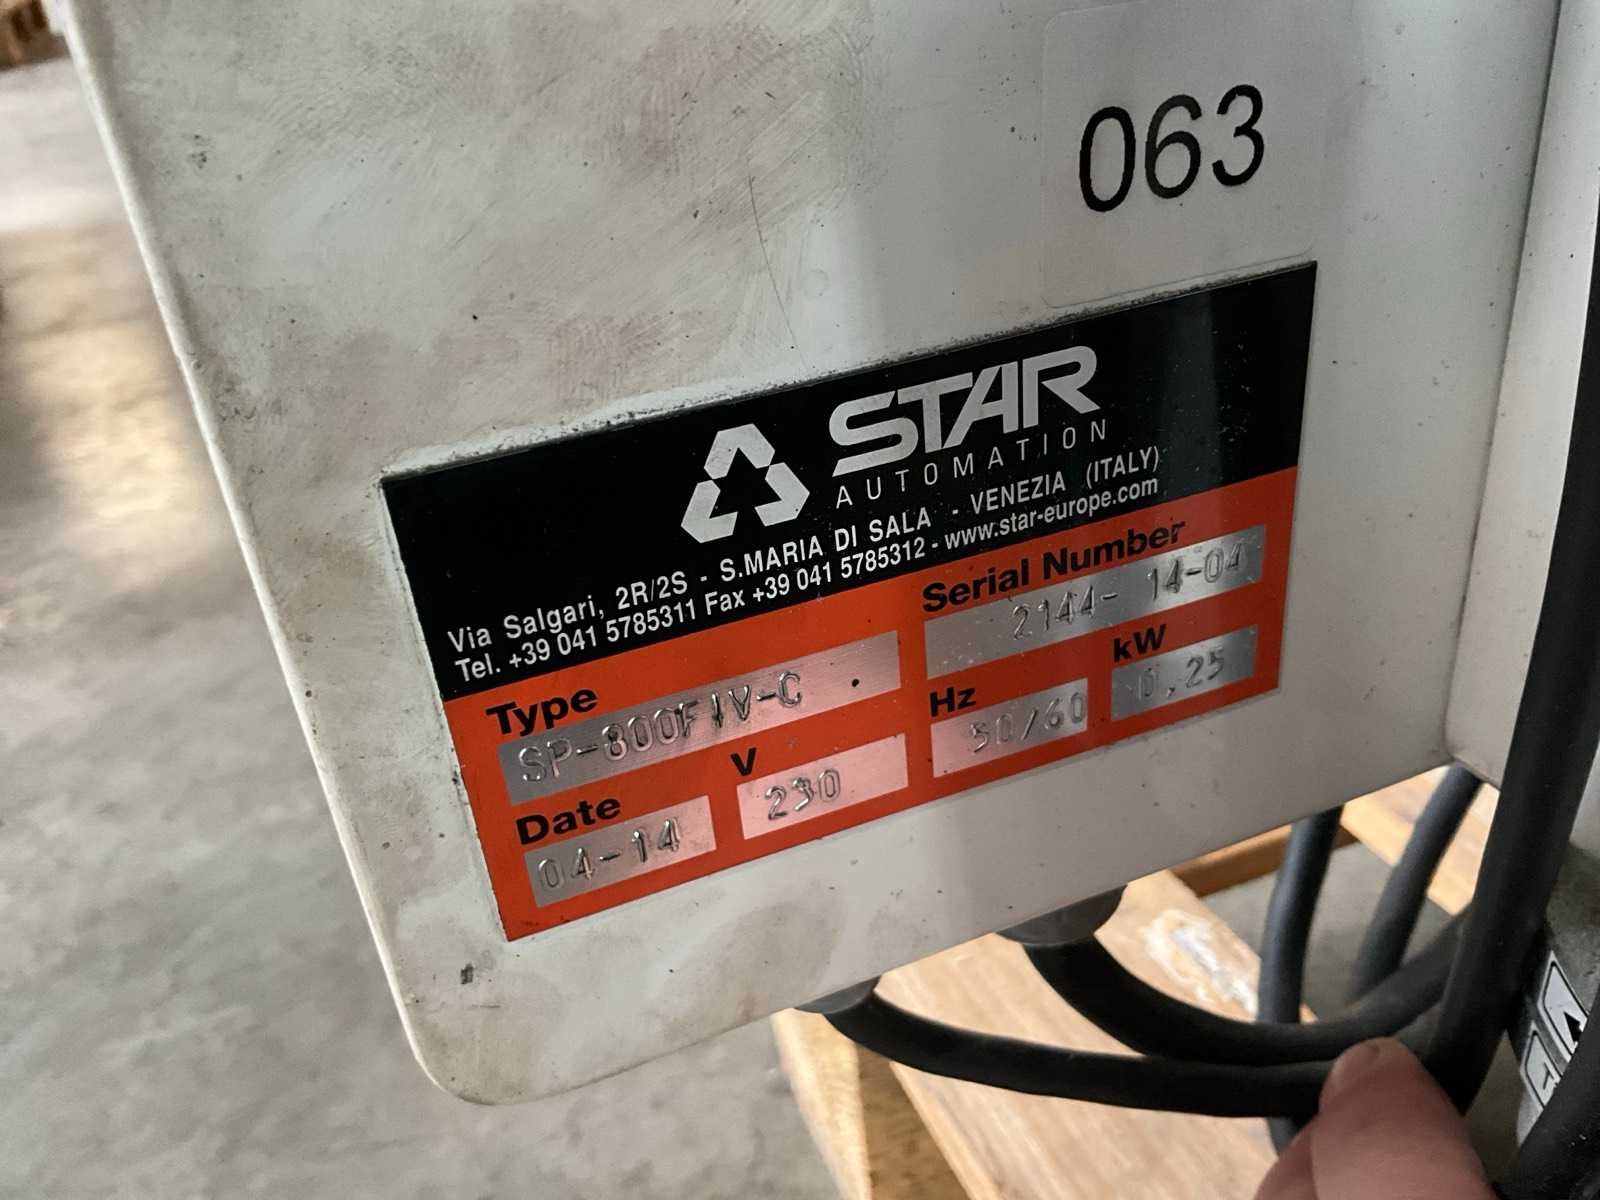 063
STAR
AUTOMATION
Via Salgari, 2R/2S - S.MARIA DI SALA - VENEZIA (ITALY)
Tel. +39 041 5785311 Fax +39 041 5785312 - www.star-europe.com
Type
Serial Number
SP-800FIV-C
2144- 14-04
Date
V
Hz
kW
04-14
230
50/60
0,25